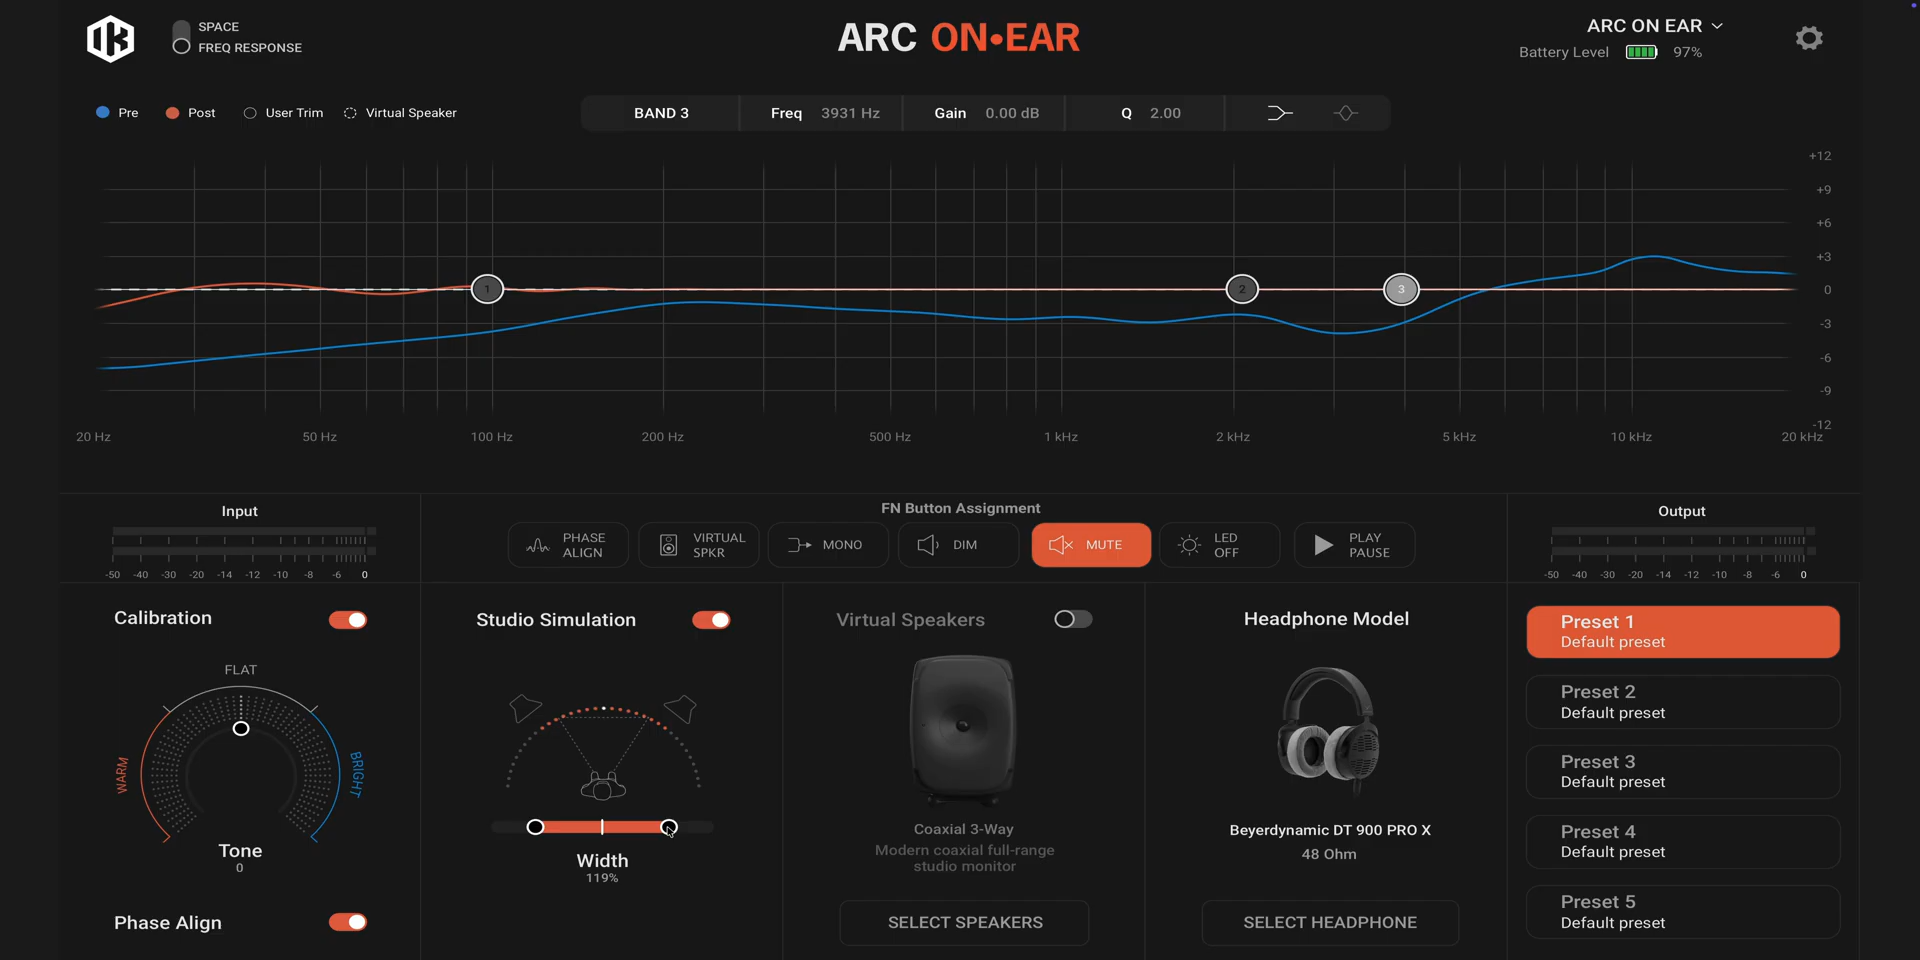 SPACE
FREQ RESPONSE
ARC ON•EAR
ARC ON EAR
Battery Level 97%
Pre Post User Trim Virtual Speaker
BAND 3 Freq 3931 Hz Gain 0.00 dB Q 2.00
+12
+9
+6
+3
0
-3
-6
-9
-12
1 2 3
20 Hz 50 Hz 100 Hz 200 Hz 500 Hz 1 kHz 2 kHz 5 kHz 10 kHz 20 kHz
Input
-50 -40 -30 -20 -14 -12 -10 -8 -6 0
FN Button Assignment
PHASE
ALIGN
VIRTUAL
SPKR
MONO
DIM
MUTE
LED
OFF
PLAY
PAUSE
Output
-50 -40 -30 -20 -14 -12 -10 -8 -6 0
Calibration
FLAT
WARM
BRIGHT
Tone
0
Phase Align
Studio Simulation
Width
119%
Virtual Speakers
Coaxial 3-Way
Modern coaxial full-range
studio monitor
SELECT SPEAKERS
Headphone Model
Beyerdynamic DT 900 PRO X
48 Ohm
SELECT HEADPHONE
Preset 1
Default preset
Preset 2
Default preset
Preset 3
Default preset
Preset 4
Default preset
Preset 5
Default preset